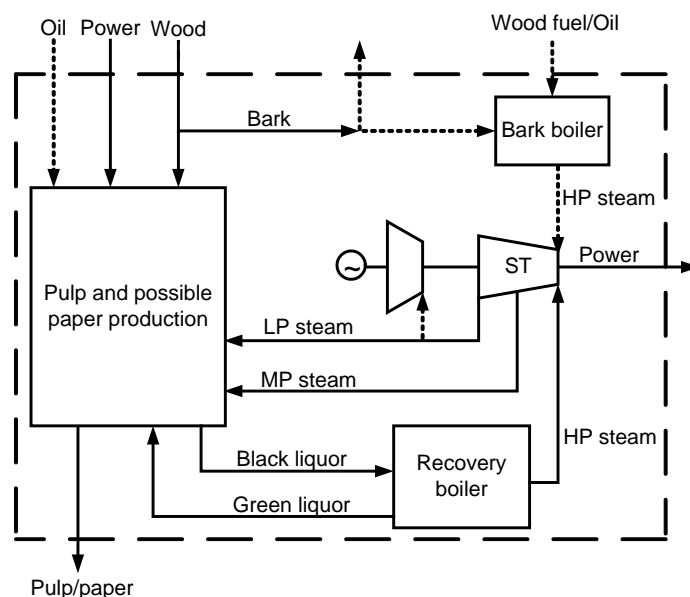 Oil
Power
Wood
Wood fuel/Oil
Bark
Bark boiler
HP steam
ST
Power
~
Pulp and possible
paper production
LP steam
MP steam
HP steam
Black liquor
Recovery
boiler
Green liquor
Pulp/paper